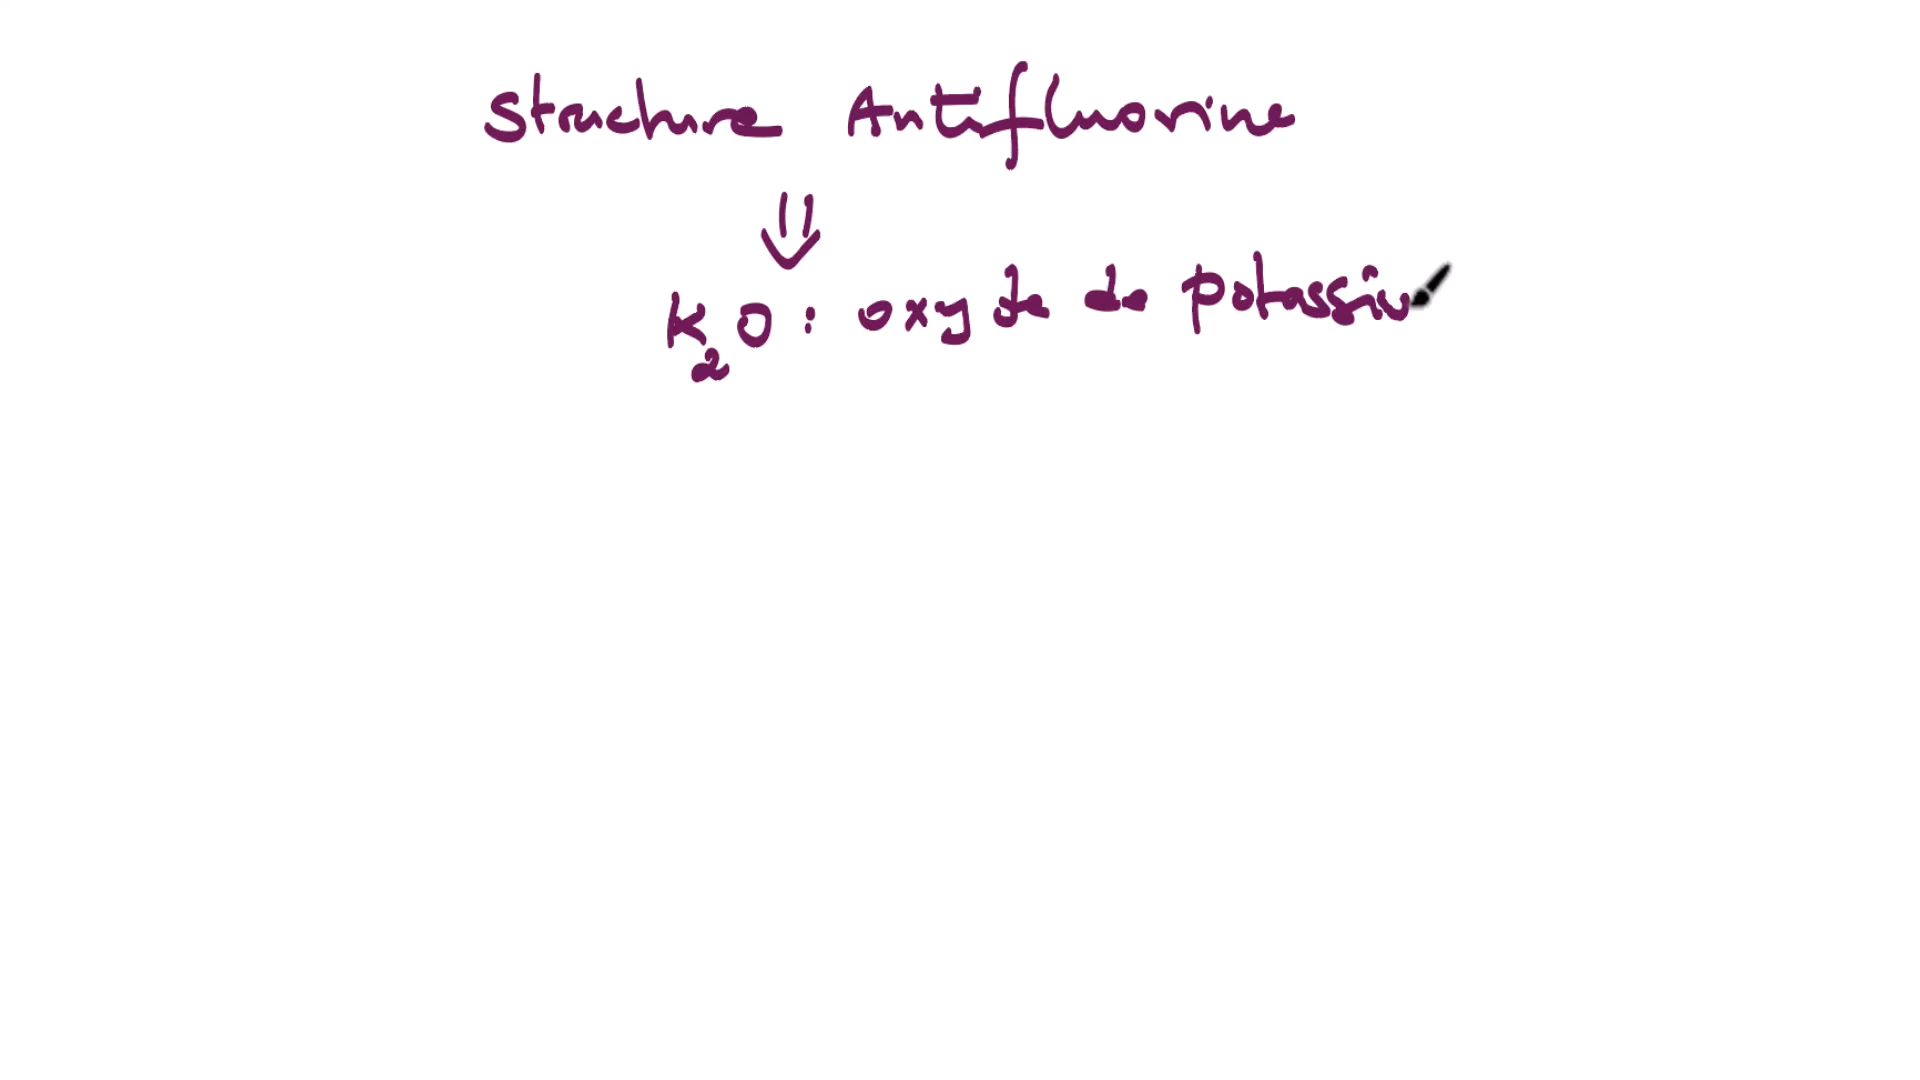 Structure Antifluorine
⇓
K₂O : oxyde de potassiu